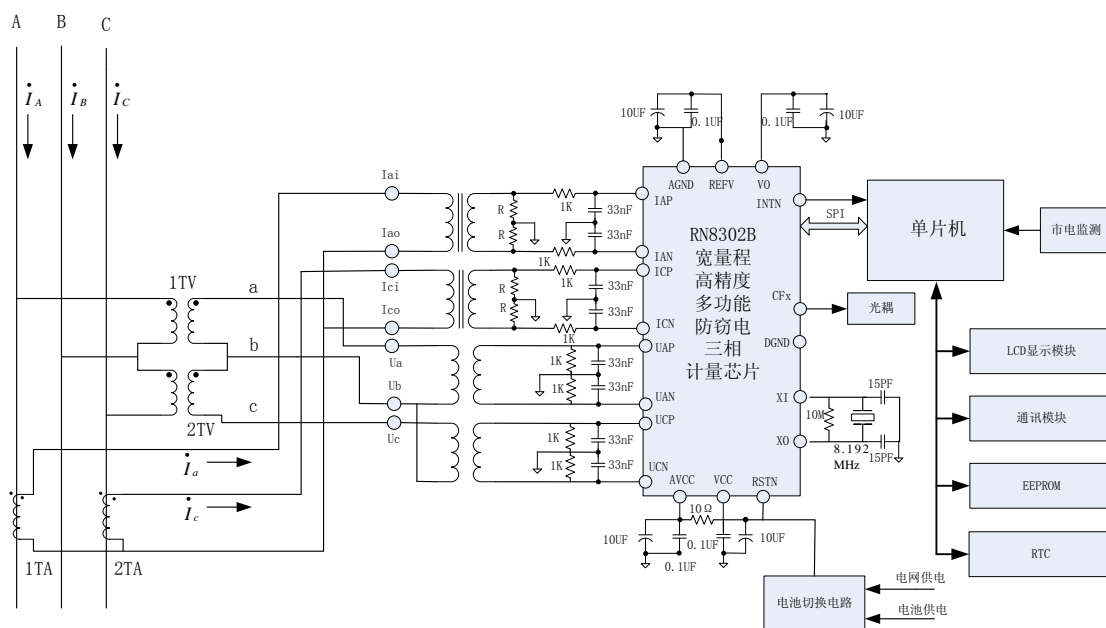 A
B
C
İA
İB
İC
1TV
2TV
a
b
c
İa
İc
1TA
2TA
Iai
Iao
Ici
Ico
Ua
Ub
Uc
R
R
1K
1K
33nF
33nF
R
R
1K
1K
33nF
33nF
1K
1K
33nF
33nF
1K
1K
33nF
33nF
10UF
0.1UF
0.1UF
10UF
AGND
REFV
VO
IAP
IAN
ICP
ICN
UAP
UAN
UCP
UCN
INTN
CFx
DGND
XI
XO
AVCC
VCC
RSTN
RN8302B
宽量程
高精度
多功能
防窃电
三相
计量芯片
SPI
单片机
市电监测
光耦
15PF
10M
8.192
MHz
15PF
LCD显示模块
通讯模块
EEPROM
RTC
10Ω
10UF
0.1UF
0.1UF
10UF
电池切换电路
电网供电
电池供电